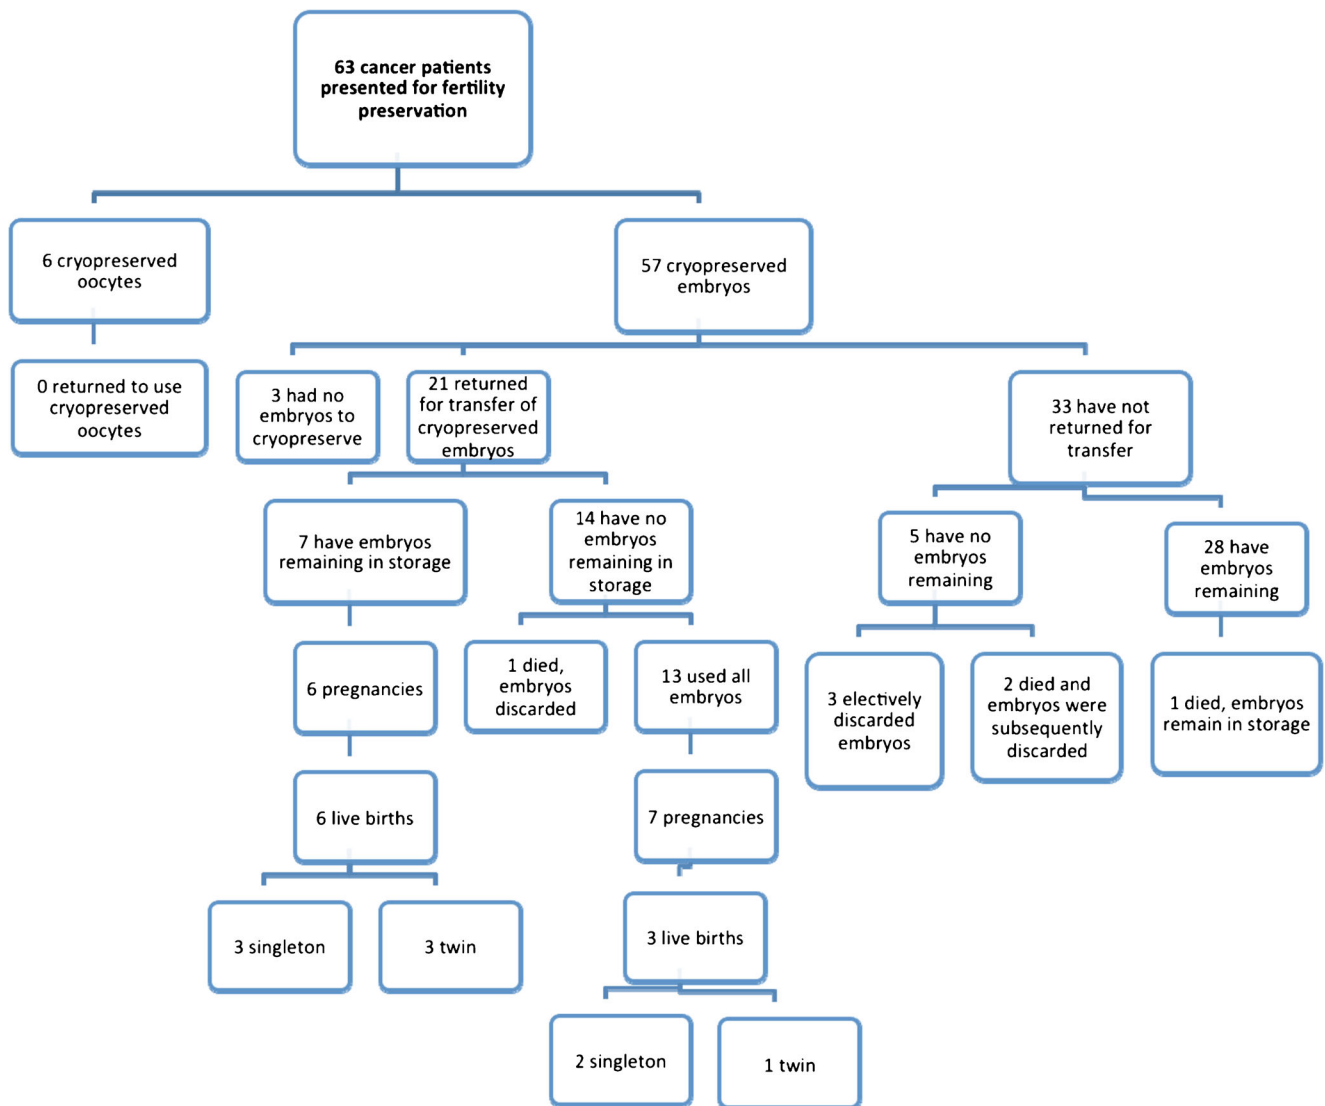 63 cancer patients
presented for fertility
preservation
6 cryopreserved
oocytes
57 cryopreserved
embryos
0 returned to use
cryopreserved
oocytes
3 had no
embryos to
cryopreserve
21 returned
for transfer of
cryopreserved
embryos
33 have not
returned for
transfer
7 have embryos
remaining in storage
14 have no
embryos
remaining in
storage
5 have no
embryos
remaining
28 have
embryos
remaining
6 pregnancies
1 died,
embryos
discarded
13 used all
embryos
3 electively
discarded
embryos
2 died and
embryos were
subsequently
discarded
1 died, embryos
remain in storage
6 live births
7 pregnancies
3 singleton
3 twin
3 live births
2 singleton
1 twin